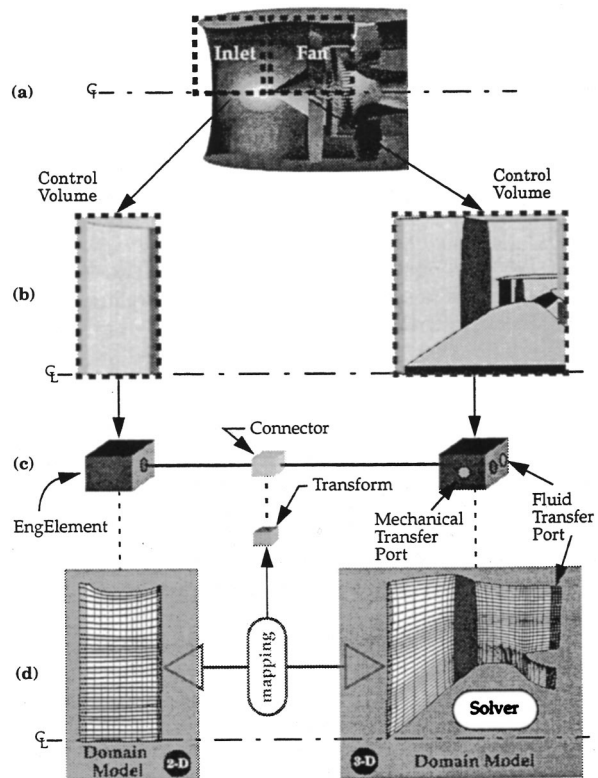 Inlet Fan
(a)
℄
Control
Volume
Control
Volume
(b)
℄
Connector
(c)
Transform
EngElement
Mechanical
Transfer
Port
Fluid
Transfer
Port
mapping
(d)
Solver
℄
Domain
Model
2-D
3-D
Domain Model